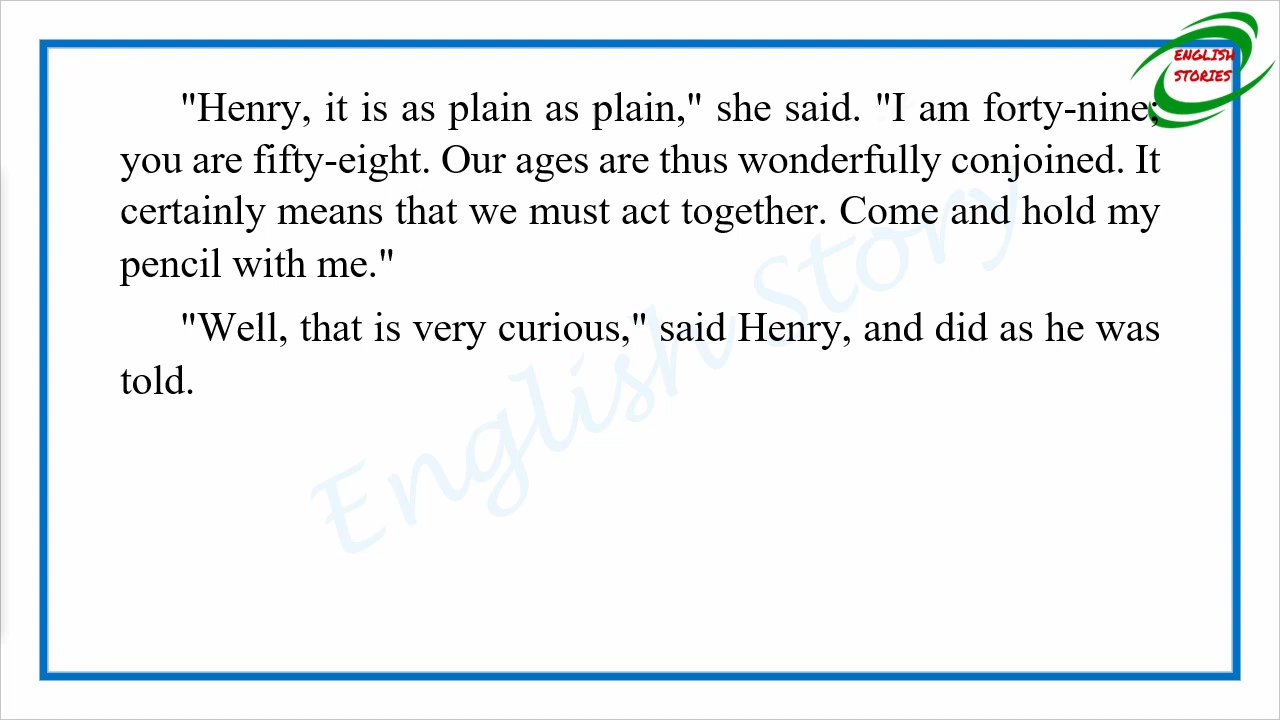 ENGLISH
STORIES
"Henry, it is as plain as plain," she said. "I am forty-nine;
you are fifty-eight. Our ages are thus wonderfully conjoined. It
certainly means that we must act together. Come and hold my
pencil with me."
"Well, that is very curious," said Henry, and did as he was
told.
English Story